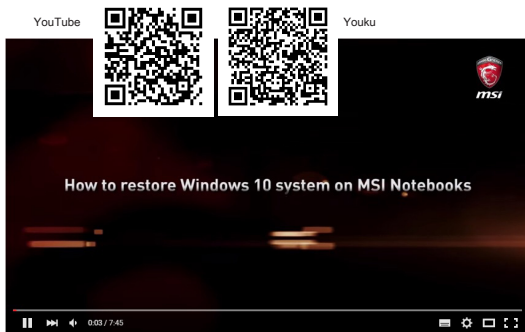 YouTube
Youku
msi
How to restore Windows 10 system on MSI Notebooks
0:03 / 7:45